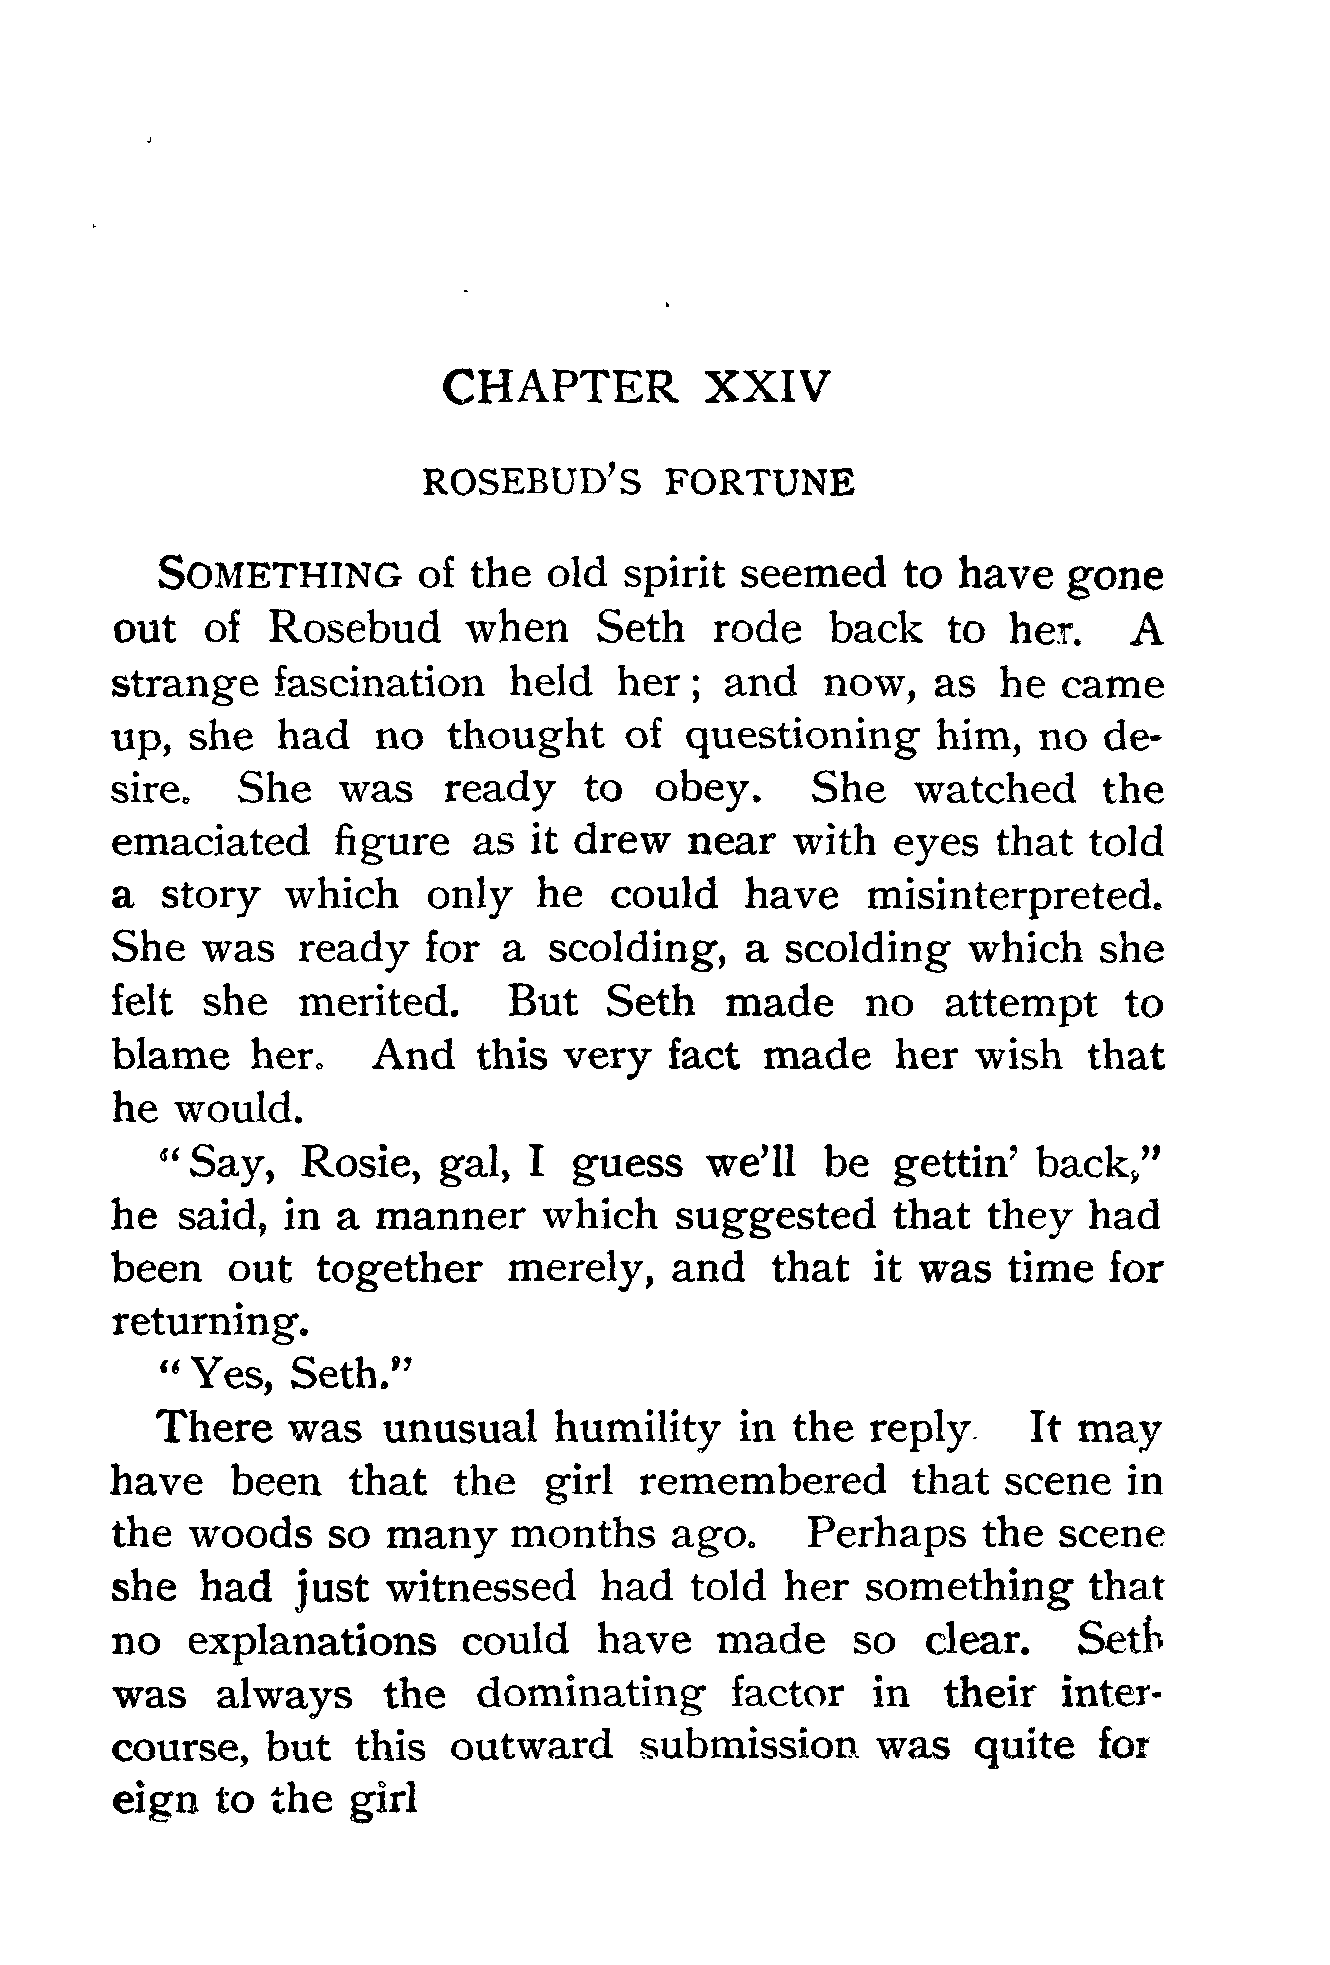 CHAPTER XXIV
ROSEBUD'S FORTUNE
SOMETHING of the old spirit seemed to have gone
out of Rosebud when Seth rode back to her. A
strange fascination held her; and now, as he came
up, she had no thought of questioning him, no de-
sire. She was ready to obey. She watched the
emaciated figure as it drew near with eyes that told
a story which only he could have misinterpreted.
She was ready for a scolding, a scolding which she
felt she merited. But Seth made no attempt to
blame her. And this very fact made her wish that
he would.
"Say, Rosie, gal, I guess we'll be gettin' back,"
he said, in a manner which suggested that they had
been out together merely, and that it was time for
returning.
"Yes, Seth."
There was unusual humility in the reply. It may
have been that the girl remembered that scene in
the woods so many months ago. Perhaps the scene
she had just witnessed had told her something that
no explanations could have made so clear. Seth
was always the dominating factor in their inter-
course, but this outward submission was quite for
eign to the girl